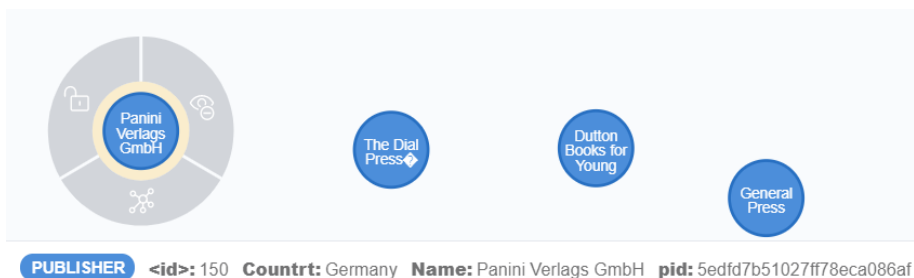 Panini
Verlags
GmbH
The Dial
Press�
Dutton
Books for
Young
General
Press
PUBLISHER <id>: 150 Countrt: Germany Name: Panini Verlags GmbH pid: 5edfd7b51027ff78eca086af